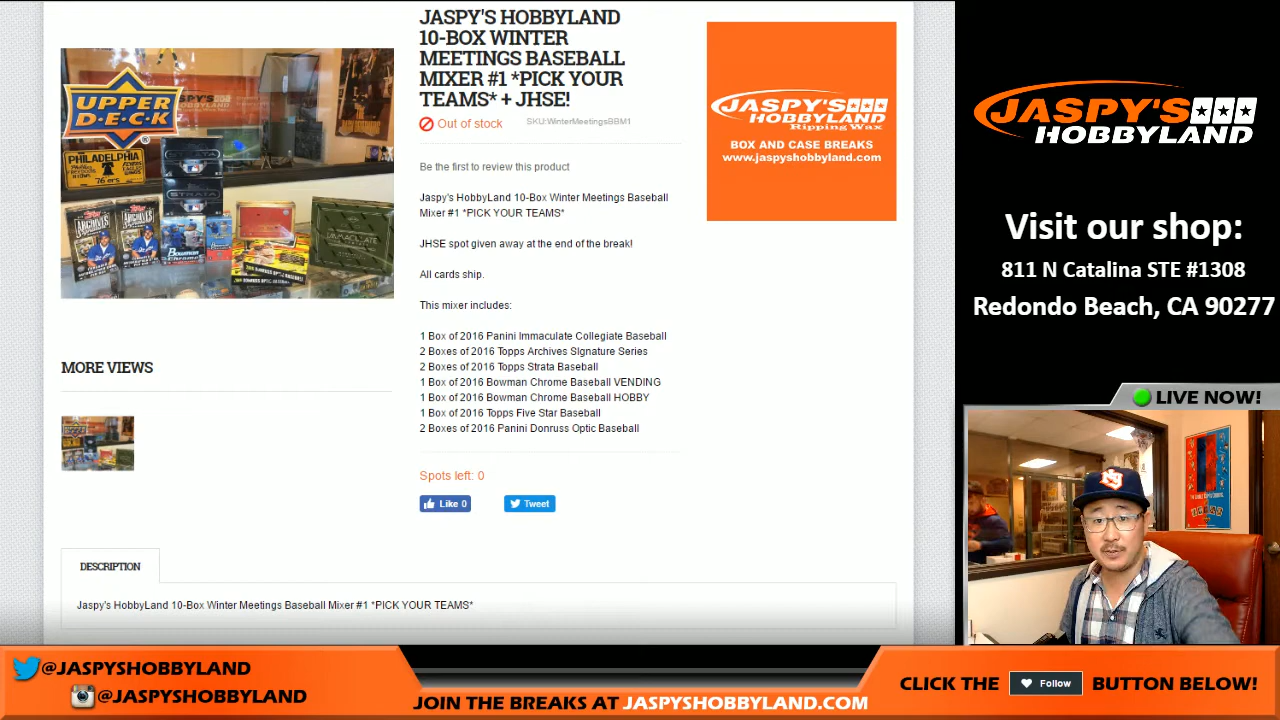 JASPY'S HOBBYLAND
10-BOX WINTER
MEETINGS BASEBALL
MIXER #1 *PICK YOUR
TEAMS* + JHSE!
Out of stock
SKU:WinterMeetingsBBM1
Be the first to review this product
Jaspy's HobbyLand 10-Box Winter Meetings Baseball
Mixer #1 *PICK YOUR TEAMS*
JHSE spot given away at the end of the break!
All cards ship.
This mixer includes:
1 Box of 2016 Panini Immaculate Collegiate Baseball
2 Boxes of 2016 Topps Archives SIgnature Series
2 Boxes of 2016 Topps Strata Baseball
1 Box of 2016 Bowman Chrome Baseball VENDING
1 Box of 2016 Bowman Chrome Baseball HOBBY
1 Box of 2016 Topps Five Star Baseball
2 Boxes of 2016 Panini Donruss Optic Baseball
Spots left: 0
Like 0
Tweet
UPPER
D·E·C·K
PHILADELPHIA
76ers
STRATA
STRATA
ARCHIVES
ARCHIVES
Bowman
IMMACULATE
MORE VIEWS
DESCRIPTION
Jaspy's HobbyLand 10-Box Winter Meetings Baseball Mixer #1 *PICK YOUR TEAMS*
JASPY'S
HOBBYLAND
Ripping Wax
BOX AND CASE BREAKS
www.jaspyshobbyland.com
JASPY'S
HOBBYLAND
Visit our shop:
811 N Catalina STE #1308
Redondo Beach, CA 90277
LIVE NOW!
@JASPYSHOBBYLAND
@JASPYSHOBBYLAND
JOIN THE BREAKS AT JASPYSHOBBYLAND.COM
CLICK THE Follow BUTTON BELOW!